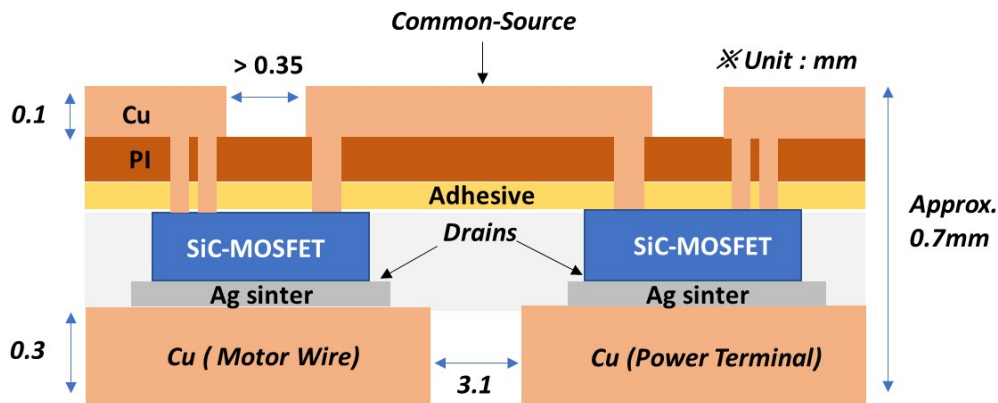 Common-Source
> 0.35
※ Unit : mm
0.1
Cu
PI
Adhesive
Approx.
0.7mm
SiC-MOSFET
Drains
SiC-MOSFET
Ag sinter
Ag sinter
0.3
Cu ( Motor Wire)
3.1
Cu (Power Terminal)